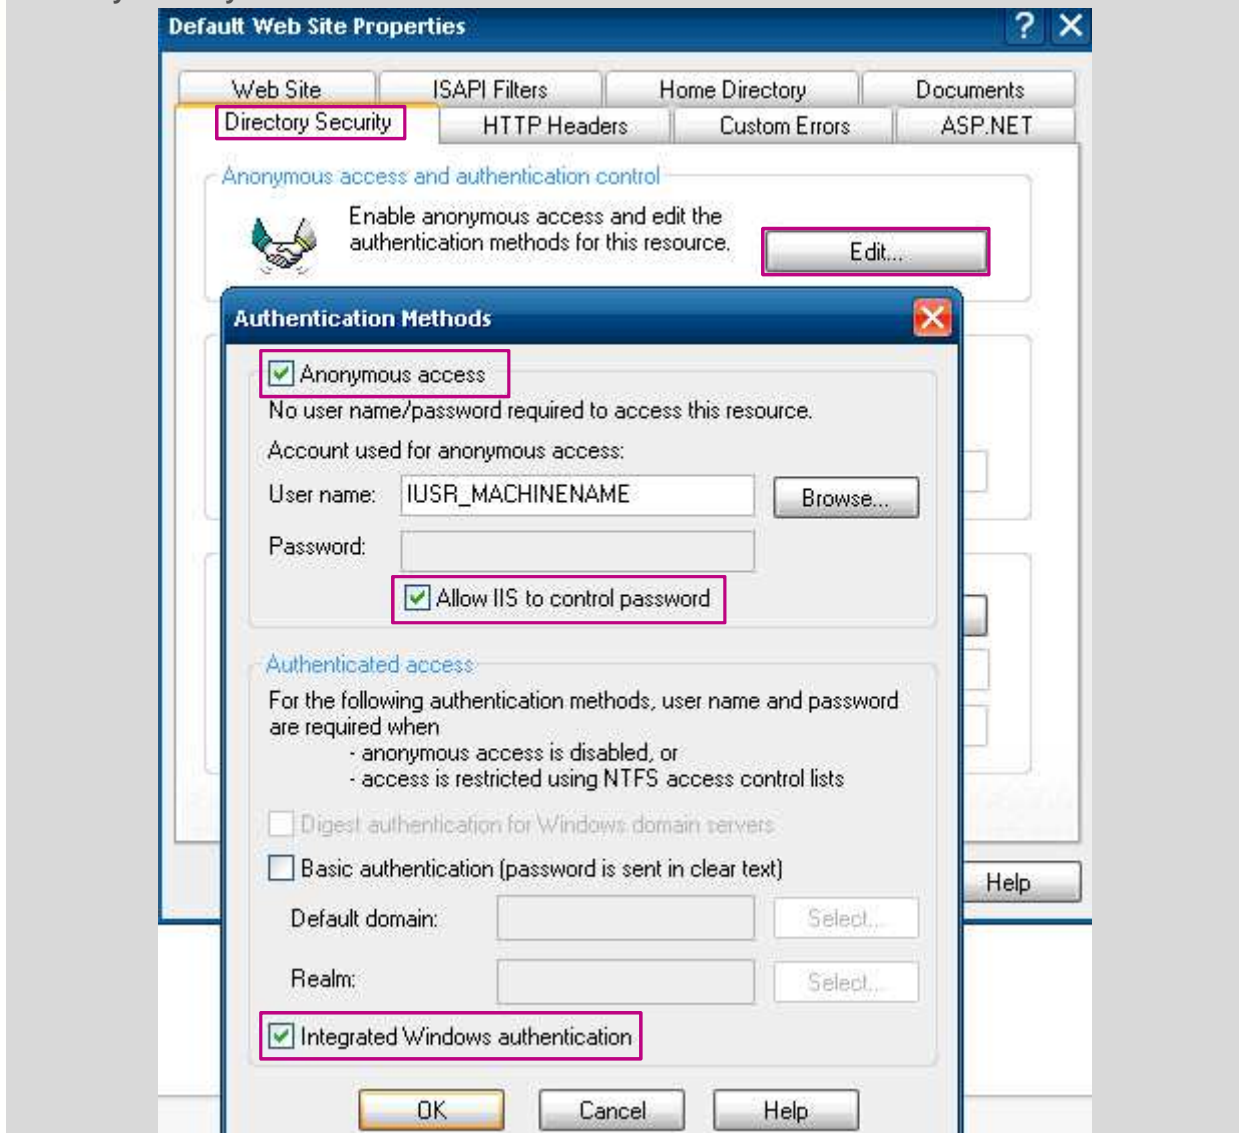 Default Web Site Properties
Web Site
ISAPI Filters
Home Directory
Documents
Directory Security
HTTP Headers
Custom Errors
ASP.NET
Anonymous access and authentication control
Enable anonymous access and edit the
authentication methods for this resource.
Edit...
Authentication Methods
Anonymous access
No user name/password required to access this resource.
Account used for anonymous access:
User name:
IUSR_MACHINENAME
Browse...
Password:
Allow IIS to control password
Authenticated access
For the following authentication methods, user name and password
are required when
- anonymous access is disabled, or
- access is restricted using NTFS access control lists
Digest authentication for Windows domain servers
Basic authentication (password is sent in clear text)
Help
Default domain:
Select...
Realm:
Select...
Integrated Windows authentication
OK
Cancel
Help